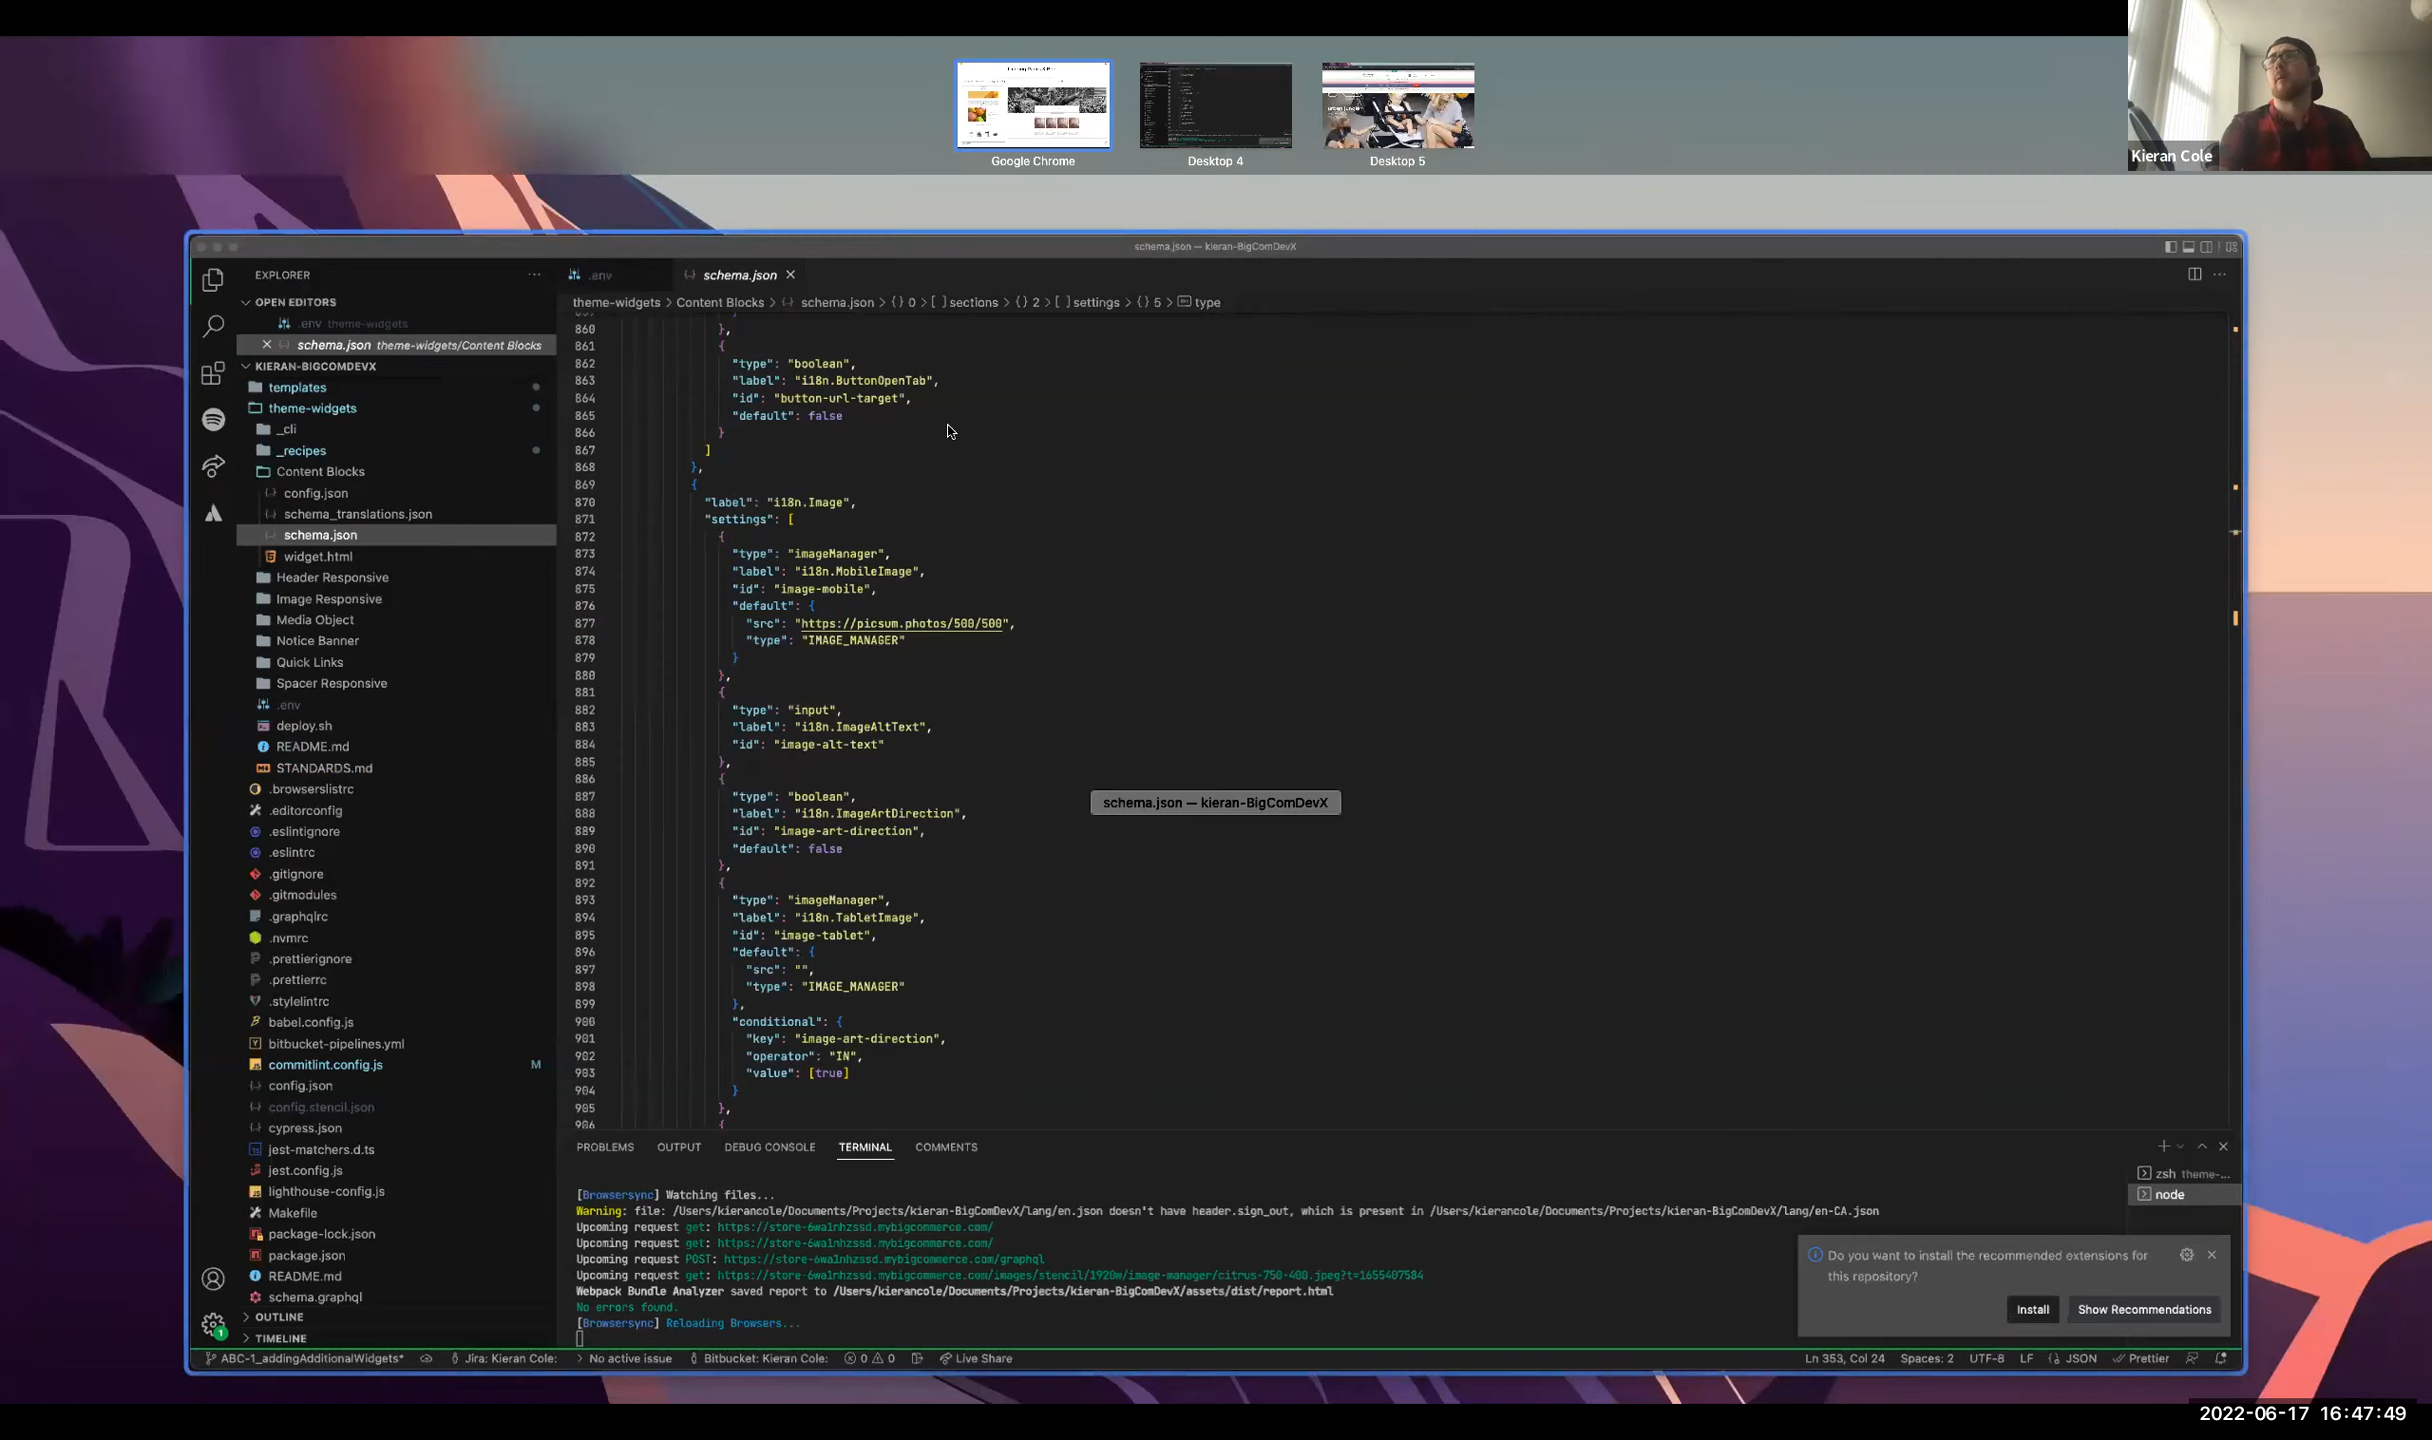 Google Chrome
Desktop 4
Desktop 5
Kieran Cole
schema.json — kieran-BigComDevX
EXPLORER
.env
schema.json
theme-widgets > Content Blocks > schema.json > {} 0 > [ ] sections > {} 2 > [ ] settings > {} 5 > type
OPEN EDITORS
.env theme-widgets
schema.json theme-widgets/Content Blocks
KIERAN-BIGCOMDEVX
templates
theme-widgets
_cli
_recipes
Content Blocks
config.json
schema_translations.json
schema.json
widget.html
Header Responsive
Image Responsive
Media Object
Notice Banner
Quick Links
Spacer Responsive
.env
deploy.sh
README.md
STANDARDS.md
.browserslistrc
.editorconfig
.eslintignore
.eslintrc
.gitignore
.gitmodules
.graphqlrc
.nvmrc
.prettierignore
.prettierrc
.stylelintrc
babel.config.js
bitbucket-pipelines.yml
commitlint.config.js M
config.json
config.stencil.json
cypress.json
jest-matchers.d.ts
jest.config.js
lighthouse-config.js
Makefile
package-lock.json
package.json
README.md
schema.graphql
OUTLINE
TIMELINE
860 },
861 {
862 "type": "boolean",
863 "label": "i18n.ButtonOpenTab",
864 "id": "button-url-target",
865 "default": false
866 }
867 ]
868 },
869 {
870 "label": "i18n.Image",
871 "settings": [
872 {
873 "type": "imageManager",
874 "label": "i18n.MobileImage",
875 "id": "image-mobile",
876 "default": {
877 "src": "https://picsum.photos/500/500",
878 "type": "IMAGE_MANAGER"
879 }
880 },
881 {
882 "type": "input",
883 "label": "i18n.ImageAltText",
884 "id": "image-alt-text"
885 },
886 {
887 "type": "boolean",
888 "label": "i18n.ImageArtDirection",
889 "id": "image-art-direction",
890 "default": false
891 },
892 {
893 "type": "imageManager",
894 "label": "i18n.TabletImage",
895 "id": "image-tablet",
896 "default": {
897 "src": "",
898 "type": "IMAGE_MANAGER"
899 },
900 "conditional": {
901 "key": "image-art-direction",
902 "operator": "IN",
903 "value": [true]
904 }
905 },
906 {
schema.json — kieran-BigComDevX
PROBLEMS OUTPUT DEBUG CONSOLE TERMINAL COMMENTS
[Browsersync] Watching files...
Warning: file: /Users/kierancole/Documents/Projects/kieran-BigComDevX/lang/en.json doesn't have header.sign_out, which is present in /Users/kierancole/Documents/Projects/kieran-BigComDevX/lang/en-CA.json
Upcoming request get: https://store-6wa1nhzssd.mybigcommerce.com/
Upcoming request get: https://store-6wa1nhzssd.mybigcommerce.com/
Upcoming request POST: https://store-6wa1nhzssd.mybigcommerce.com/graphql
Upcoming request get: https://store-6wa1nhzssd.mybigcommerce.com/images/stencil/1920w/image-manager/citrus-750-400.jpeg?t=1655407584
Webpack Bundle Analyzer saved report to /Users/kierancole/Documents/Projects/kieran-BigComDevX/assets/dist/report.html
No errors found.
[Browsersync] Reloading Browsers...
zsh theme-...
node
Do you want to install the recommended extensions for
this repository?
Install Show Recommendations
1
ABC-1_addingAdditionalWidgets* Jira: Kieran Cole: No active issue Bitbucket: Kieran Cole: 0 0 Live Share Ln 353, Col 24 Spaces: 2 UTF-8 LF {} JSON Prettier
2022-06-17 16:47:49